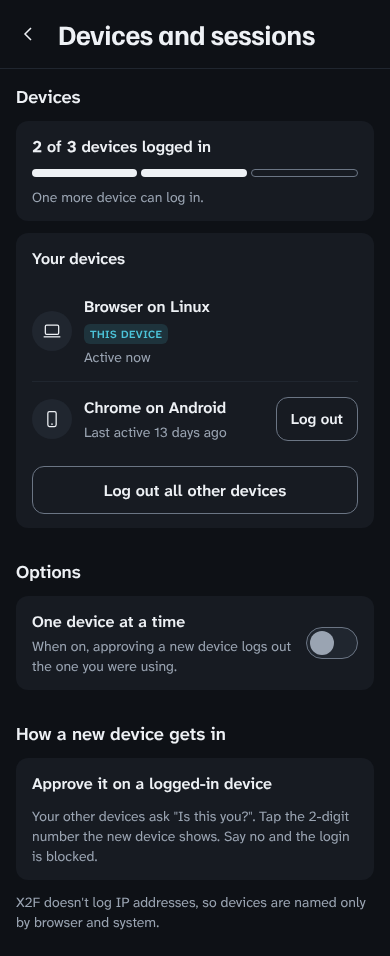 Devices and sessions
Devices
2 of 3 devices logged in
One more device can log in.
Your devices
Browser on Linux
THIS DEVICE
Active now
Chrome on Android
Last active 13 days ago
Log out
Log out all other devices
Options
One device at a time
When on, approving a new device logs out
the one you were using.
How a new device gets in
Approve it on a logged-in device
Your other devices ask "Is this you?". Tap the 2-digit
number the new device shows. Say no and the login
is blocked.
X2F doesn't log IP addresses, so devices are named only
by browser and system.